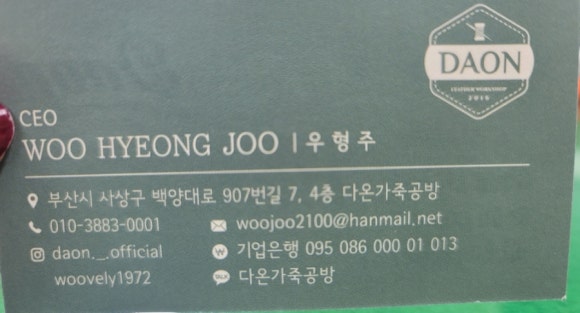 DAON
LEATHER WORKSHOP
2016
CEO
WOO HYEONG JOO | 우형주
부산시 사상구 백양대로 907번길 7, 4층 다온가죽공방
010-3883-0001
woojoo2100@hanmail.net
daon._.official
기업은행 095 086 000 01 013
woovely1972
TALK 다온가죽공방